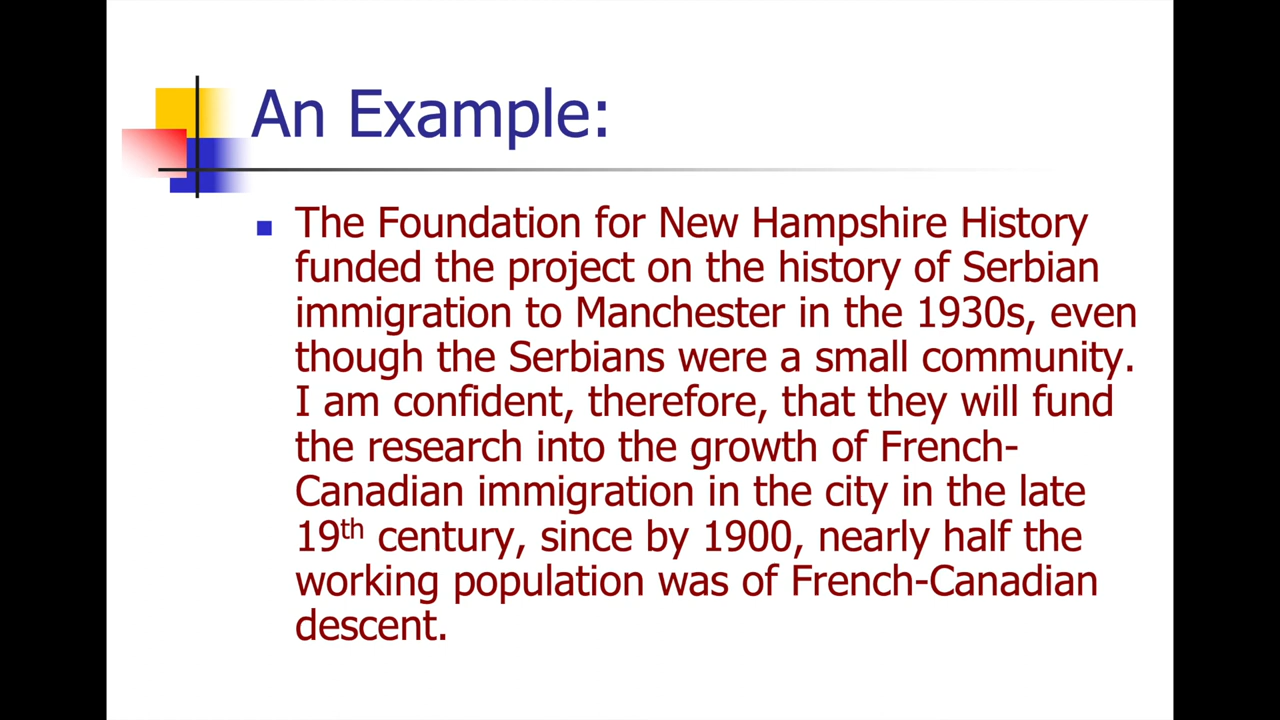 An Example:
The Foundation for New Hampshire History
funded the project on the history of Serbian
immigration to Manchester in the 1930s, even
though the Serbians were a small community.
I am confident, therefore, that they will fund
the research into the growth of French-
Canadian immigration in the city in the late
19th century, since by 1900, nearly half the
working population was of French-Canadian
descent.